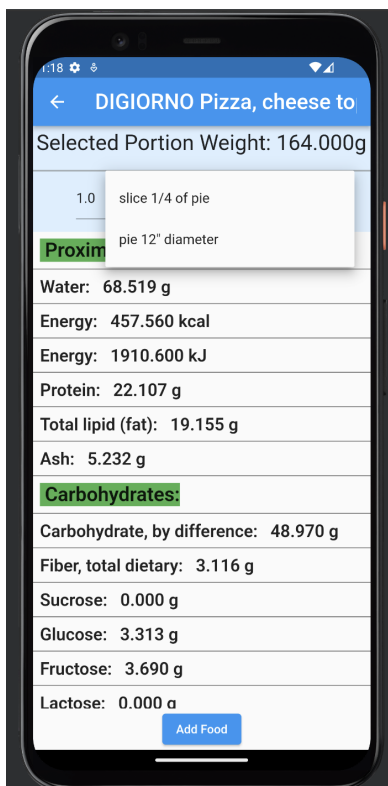 1:18
DIGIORNO Pizza, cheese to
Selected Portion Weight: 164.000g
1.0
slice 1/4 of pie
pie 12" diameter
Proxim
Water: 68.519 g
Energy: 457.560 kcal
Energy: 1910.600 kJ
Protein: 22.107 g
Total lipid (fat): 19.155 g
Ash: 5.232 g
Carbohydrates:
Carbohydrate, by difference: 48.970 g
Fiber, total dietary: 3.116 g
Sucrose: 0.000 g
Glucose: 3.313 g
Fructose: 3.690 g
Lactose: 0.000 g
Add Food